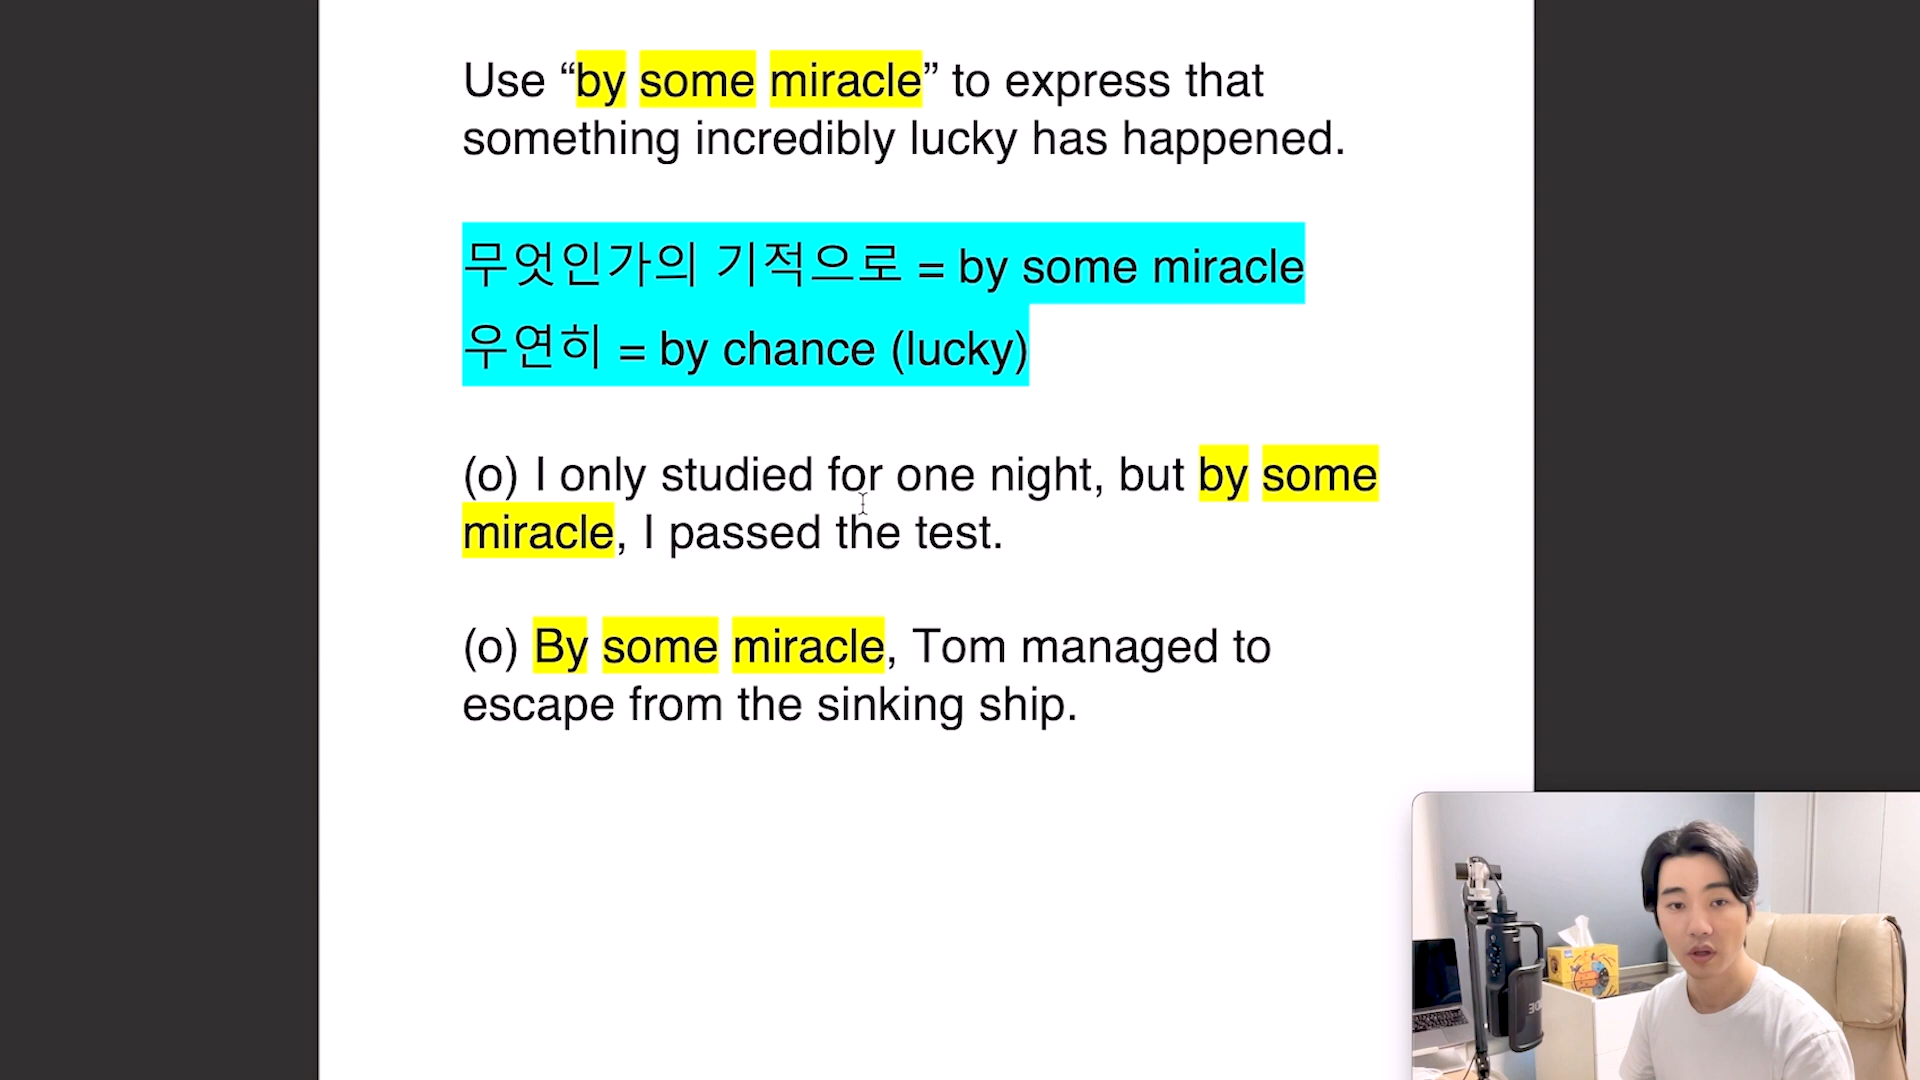 Use “by some miracle” to express that
something incredibly lucky has happened.
무엇인가의 기적으로 = by some miracle
우연히 = by chance (lucky)
(o) I only studied for one night, but by some
miracle, I passed the test.
(o) By some miracle, Tom managed to
escape from the sinking ship.